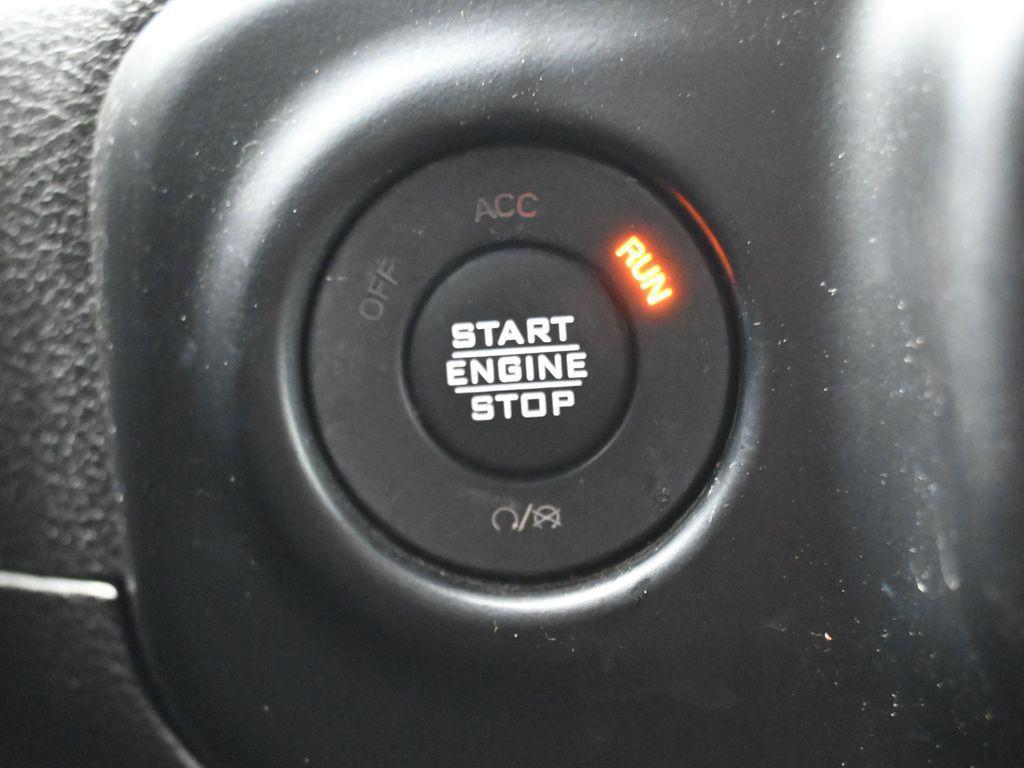 ACC
OFF
RUN
START
ENGINE
STOP